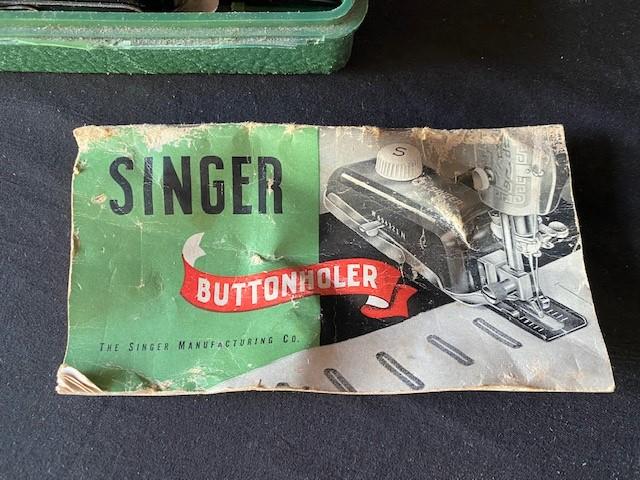 SINGER
BUTTONHOLER
THE SINGER MANUFACTURING CO.
S